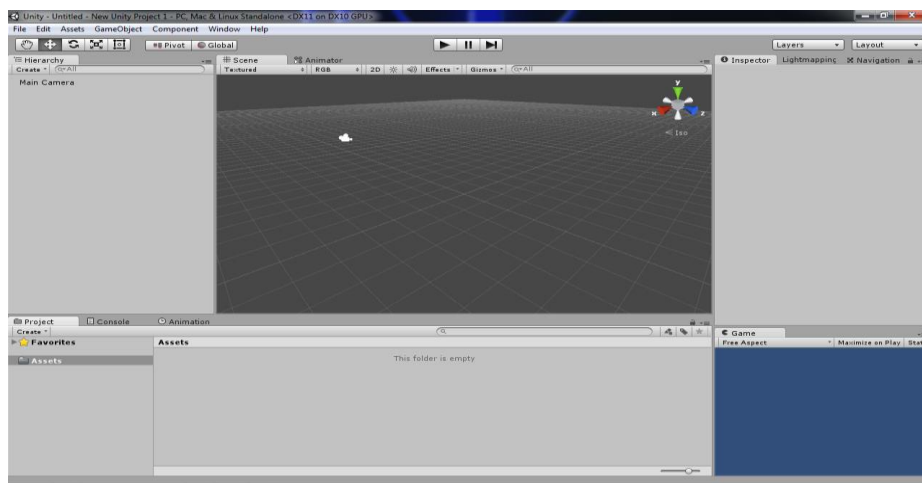 Unity - Untitled - New Unity Project 1 - PC, Mac & Linux Standalone <DX11 on DX10 GPU>
File Edit Assets GameObject Component Window Help
Pivot Global Layers Layout
Hierarchy Scene Animator Inspector Lightmapping Navigation
Create All Textured RGB 2D Effects Gizmos All
Main Camera
y
x z
Iso
Project Console Animation
Create
Favorites Assets
Assets
This folder is empty
Game
Free Aspect Maximize on Play Stat